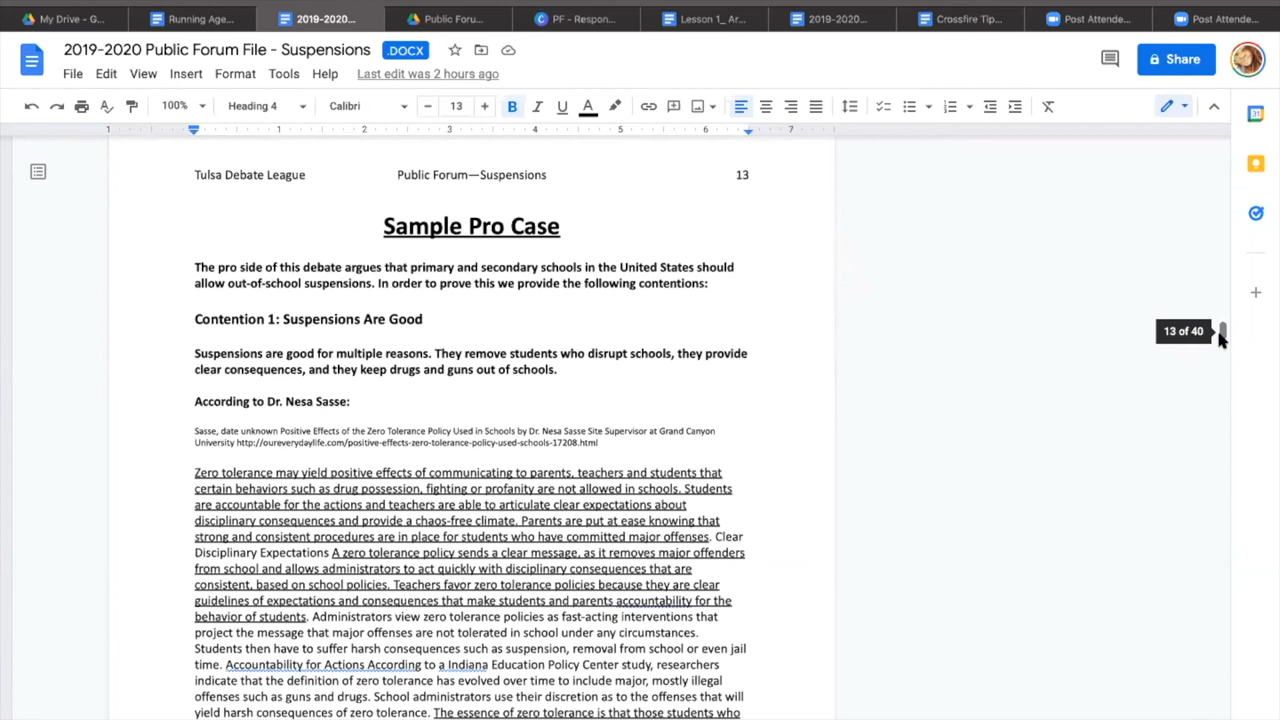 My Drive - G...
Running Age...
2019-2020...
Public Foru...
PF - Respon...
Lesson 1_ Ar...
2019-2020...
Crossfire Tip...
Post Attende...
Post Attende...
2019-2020 Public Forum File - Suspensions .DOCX
Share
File Edit View Insert Format Tools Help Last edit was 2 hours ago
100% Heading 4 Calibri − 13 + B I U A
1 1 2 3 4 5 6 7
31
Tulsa Debate League Public Forum—Suspensions 13
Sample Pro Case
The pro side of this debate argues that primary and secondary schools in the United States should
allow out-of-school suspensions. In order to prove this we provide the following contentions:
Contention 1: Suspensions Are Good
13 of 40
Suspensions are good for multiple reasons. They remove students who disrupt schools, they provide
clear consequences, and they keep drugs and guns out of schools.
According to Dr. Nesa Sasse:
Sasse, date unknown Positive Effects of the Zero Tolerance Policy Used in Schools by Dr. Nesa Sasse Site Supervisor at Grand Canyon
University http://oureverydaylife.com/positive-effects-zero-tolerance-policy-used-schools-17208.html
Zero tolerance may yield positive effects of communicating to parents, teachers and students that
certain behaviors such as drug possession, fighting or profanity are not allowed in schools. Students
are accountable for the actions and teachers are able to articulate clear expectations about
disciplinary consequences and provide a chaos-free climate. Parents are put at ease knowing that
strong and consistent procedures are in place for students who have committed major offenses. Clear
Disciplinary Expectations A zero tolerance policy sends a clear message, as it removes major offenders
from school and allows administrators to act quickly with disciplinary consequences that are
consistent, based on school policies. Teachers favor zero tolerance policies because they are clear
guidelines of expectations and consequences that make students and parents accountability for the
behavior of students. Administrators view zero tolerance policies as fast-acting interventions that
project the message that major offenses are not tolerated in school under any circumstances.
Students then have to suffer harsh consequences such as suspension, removal from school or even jail
time. Accountability for Actions According to a Indiana Education Policy Center study, researchers
indicate that the definition of zero tolerance has evolved over time to include major, mostly illegal
offenses such as guns and drugs. School administrators use their discretion as to the offenses that will
yield harsh consequences of zero tolerance. The essence of zero tolerance is that those students who